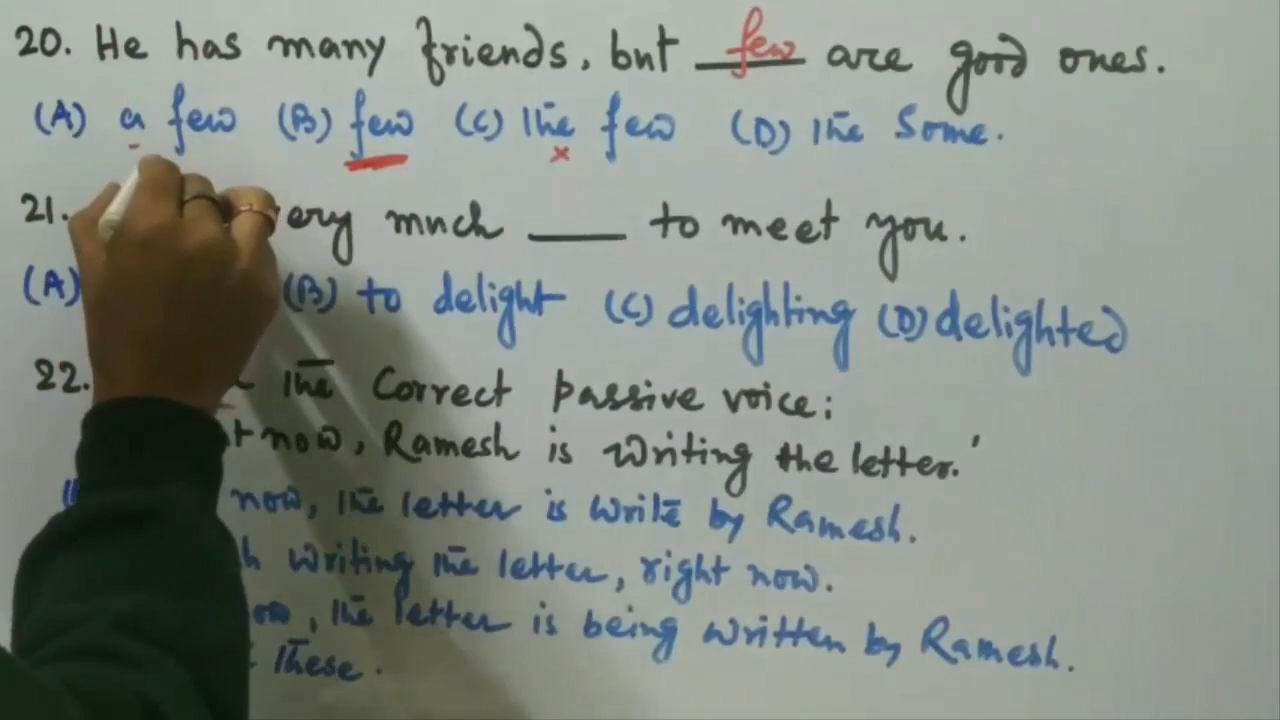 20. He has many friends, but few are good ones.
(A) a few (B) few (C) the few (D) the some.
21. ery much ___ to meet you.
(A) (B) to delight (C) delighting (D) delighted
22. the Correct passive voice:
t now, Ramesh is writing the letter.'
now, the letter is write by Ramesh.
h writing the letter, right now.
ow, the letter is being written by Ramesh.
these.